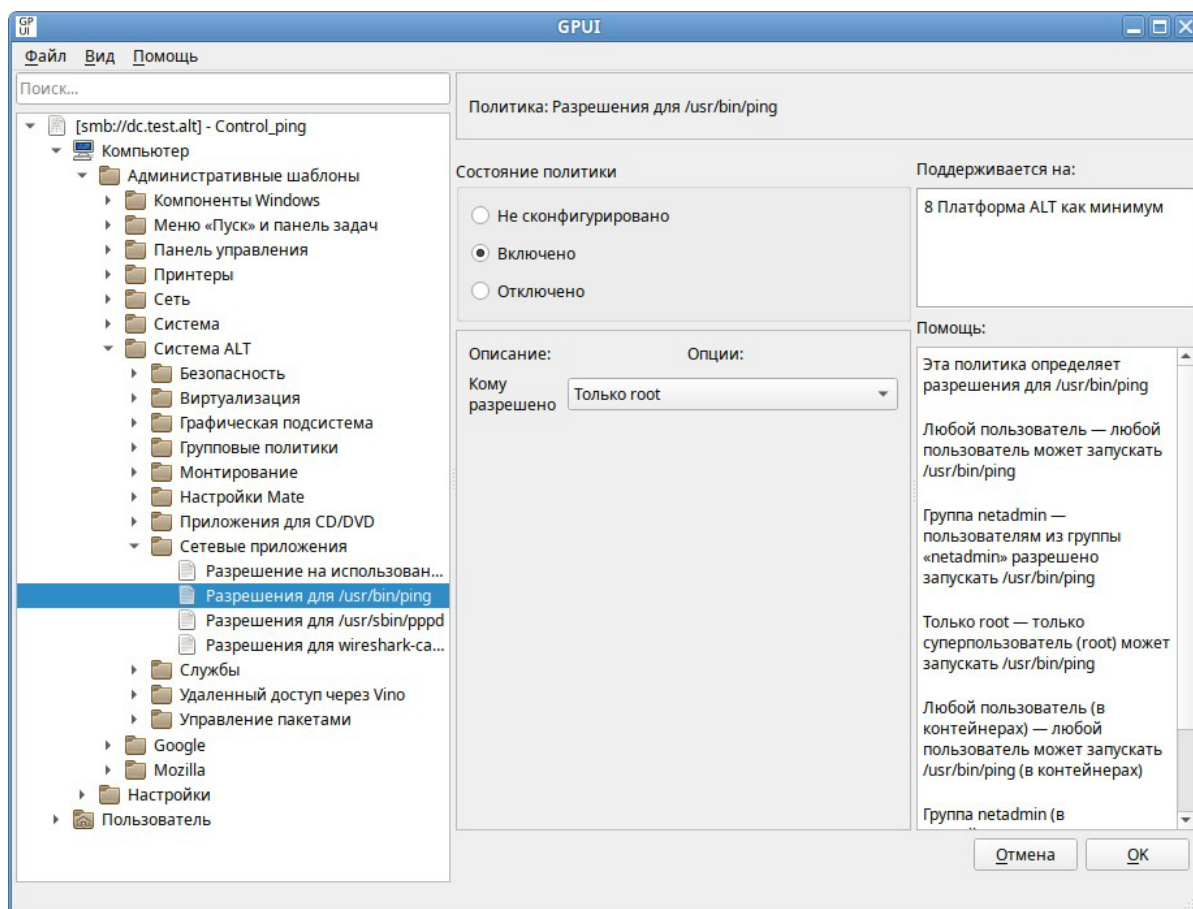 GPUI
GPUI
Файл Вид Помощь
Поиск...
[smb://dc.test.alt] - Control_ping
Компьютер
Административные шаблоны
Компоненты Windows
Меню «Пуск» и панель задач
Панель управления
Принтеры
Сеть
Система
Система ALT
Безопасность
Виртуализация
Графическая подсистема
Групповые политики
Монтирование
Настройки Mate
Приложения для CD/DVD
Сетевые приложения
Разрешение на использован...
Разрешения для /usr/bin/ping
Разрешения для /usr/sbin/pppd
Разрешения для wireshark-ca...
Службы
Удаленный доступ через Vino
Управление пакетами
Google
Mozilla
Настройки
Пользователь
Политика: Разрешения для /usr/bin/ping
Состояние политики
Не сконфигурировано
Включено
Отключено
Описание: Опции:
Кому
разрешено
Только root
Поддерживается на:
8 Платформа ALT как минимум
Помощь:
Эта политика определяет
разрешения для /usr/bin/ping
Любой пользователь — любой
пользователь может запускать
/usr/bin/ping
Группа netadmin —
пользователям из группы
«netadmin» разрешено
запускать /usr/bin/ping
Только root — только
суперпользователь (root) может
запускать /usr/bin/ping
Любой пользователь (в
контейнерах) — любой
пользователь может запускать
/usr/bin/ping (в контейнерах)
Группа netadmin (в
Отмена OK